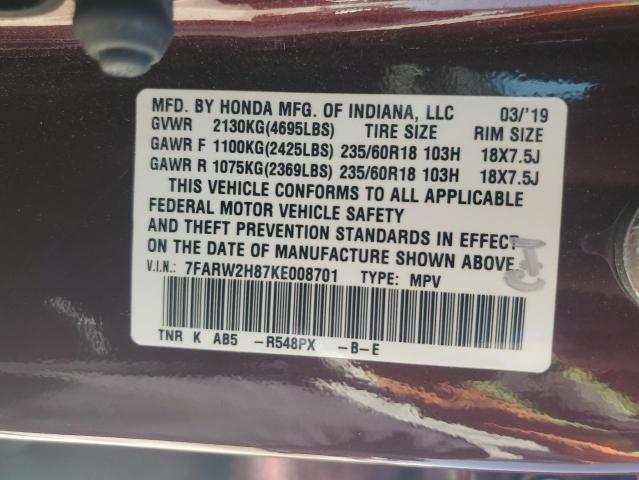 MFD. BY HONDA MFG. OF INDIANA, LLC 03/'19
GVWR 2130KG(4695LBS) TIRE SIZE RIM SIZE
GAWR F 1100KG(2425LBS) 235/60R18 103H 18X7.5J
GAWR R 1075KG(2369LBS) 235/60R18 103H 18X7.5J
THIS VEHICLE CONFORMS TO ALL APPLICABLE
FEDERAL MOTOR VEHICLE SAFETY
AND THEFT PREVENTION STANDARDS IN EFFECT
ON THE DATE OF MANUFACTURE SHOWN ABOVE.
V.I.N.: 7FARW2H87KE008701 TYPE: MPV
TNR K AB5 -R548PX -B-E